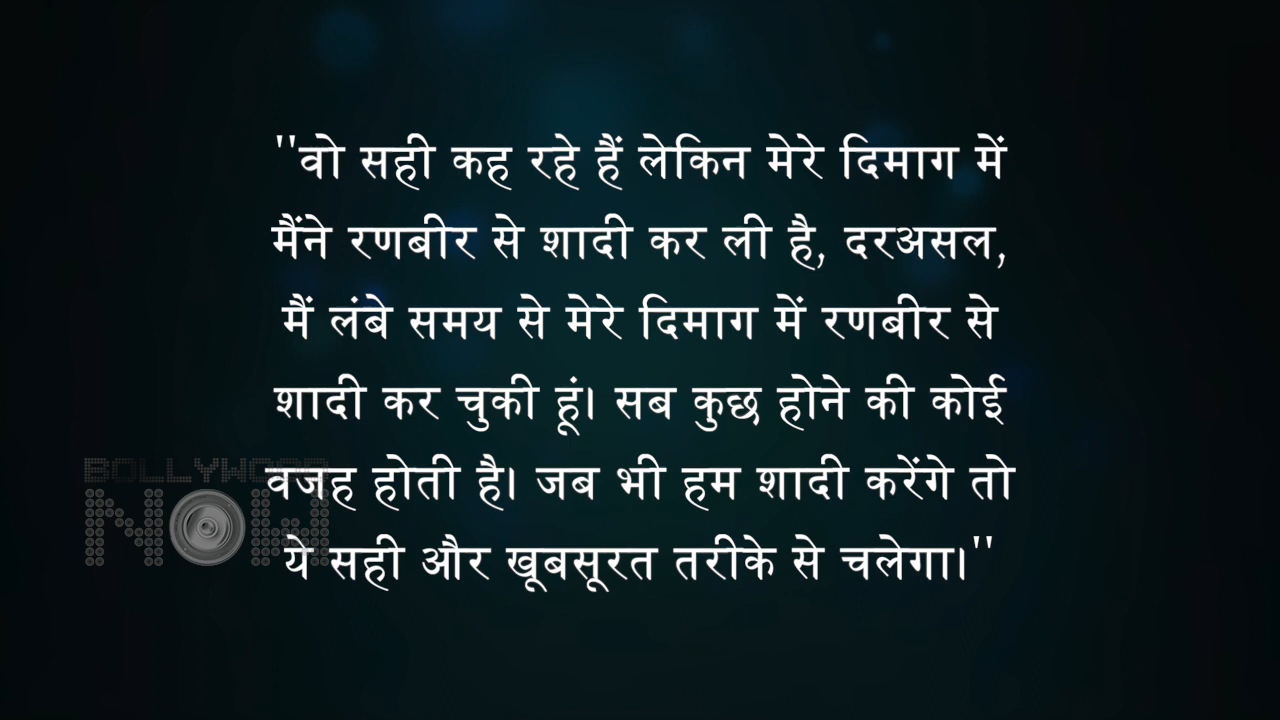 "वो सही कह रहे हैं लेकिन मेरे दिमाग में
मैंने रणबीर से शादी कर ली है, दरअसल,
मैं लंबे समय से मेरे दिमाग में रणबीर से
शादी कर चुकी हूं। सब कुछ होने की कोई
वजह होती है। जब भी हम शादी करेंगे तो
ये सही और खूबसूरत तरीके से चलेगा।"
BOLLYWOOD
NOW